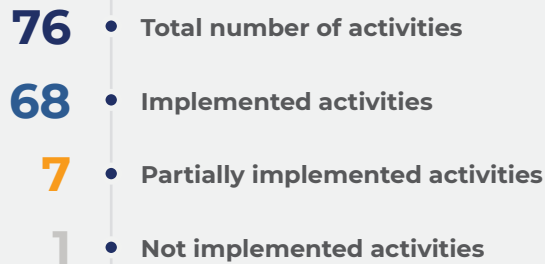 76 Total number of activities
68 Implemented activities
7 Partially implemented activities
1 Not implemented activities